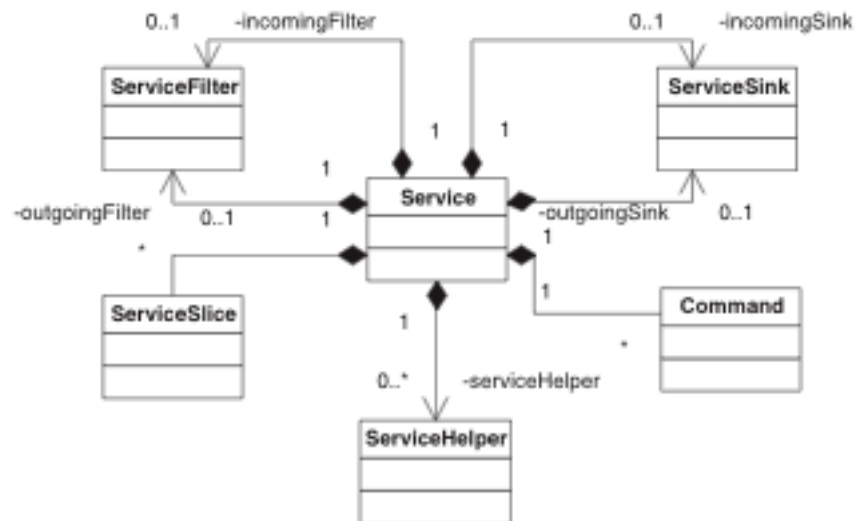 0..1 -incomingFilter 0..1 -incomingSink
ServiceFilter ServiceSink
1 1
1 Service
-outgoingFilter 0..1 1 -outgoingSink 0..1
* 1
ServiceSlice 1 Command
1 *
0..* -serviceHelper
ServiceHelper